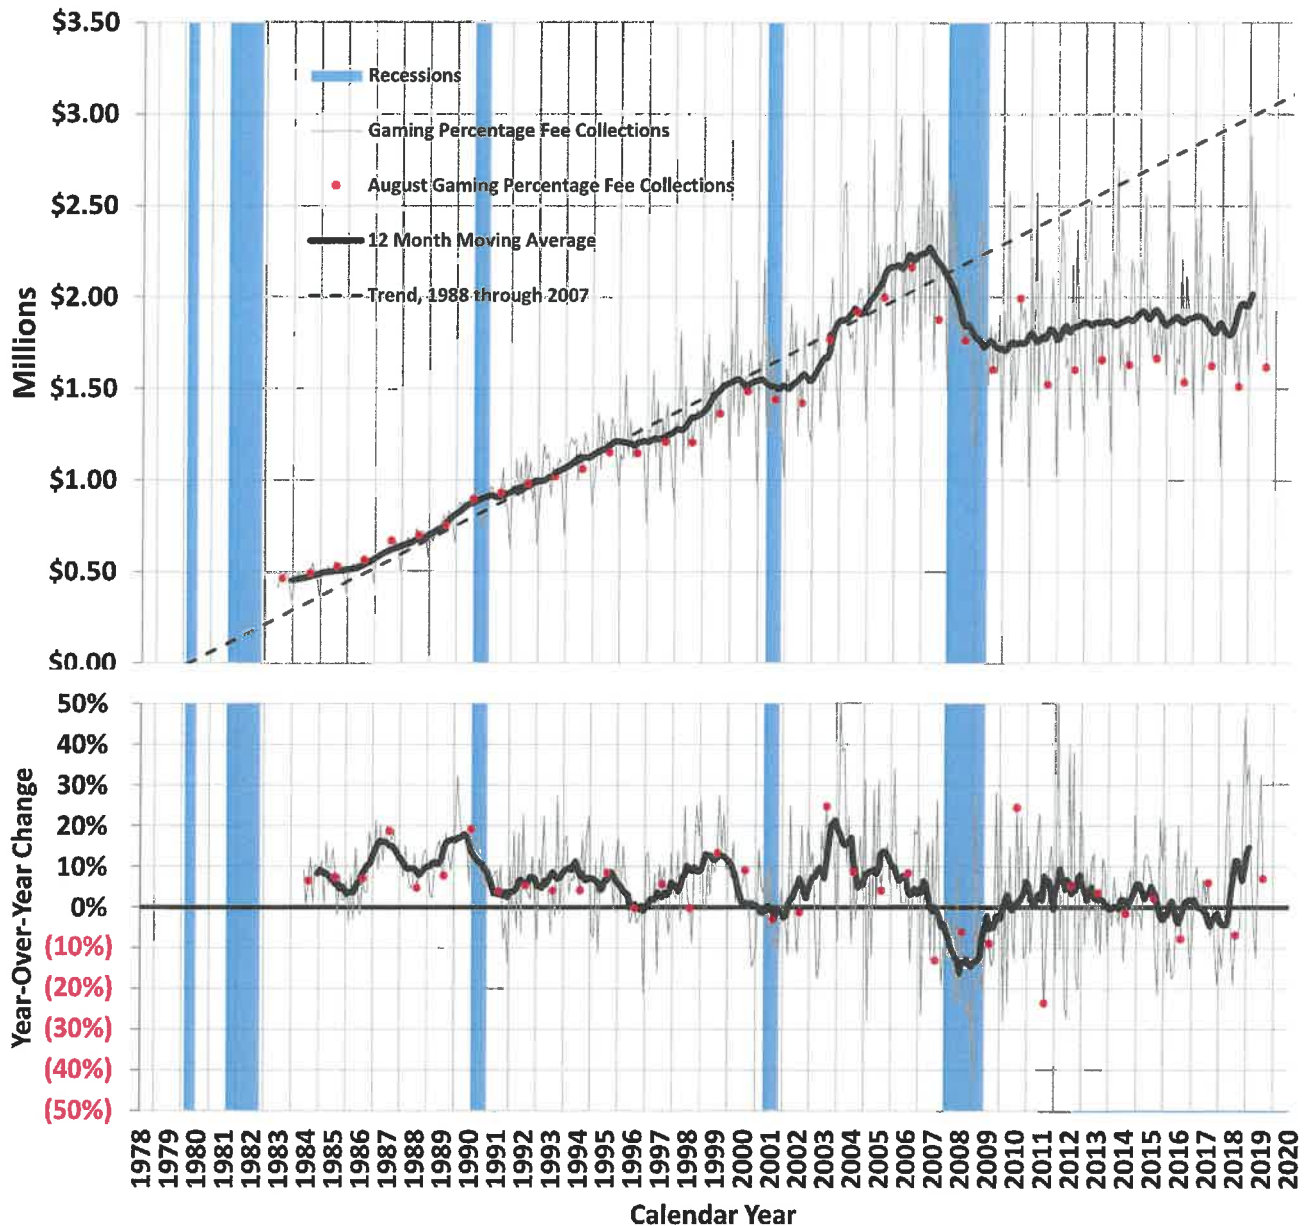 $3.50
$3.00
$2.50
$2.00
$1.50
$1.00
$0.50
$0.00
Millions
Recessions
Gaming Percentage Fee Collections
August Gaming Percentage Fee Collections
12 Month Moving Average
Trend, 1988 through 2007
50%
40%
30%
20%
10%
0%
(10%)
(20%)
(30%)
(40%)
(50%)
Year-Over-Year Change
1978 1979 1980 1981 1982 1983 1984 1985 1986 1987 1988 1989 1990 1991 1992 1993 1994 1995 1996 1997 1998 1999 2000 2001 2002 2003 2004 2005 2006 2007 2008 2009 2010 2011 2012 2013 2014 2015 2016 2017 2018 2019 2020
Calendar Year